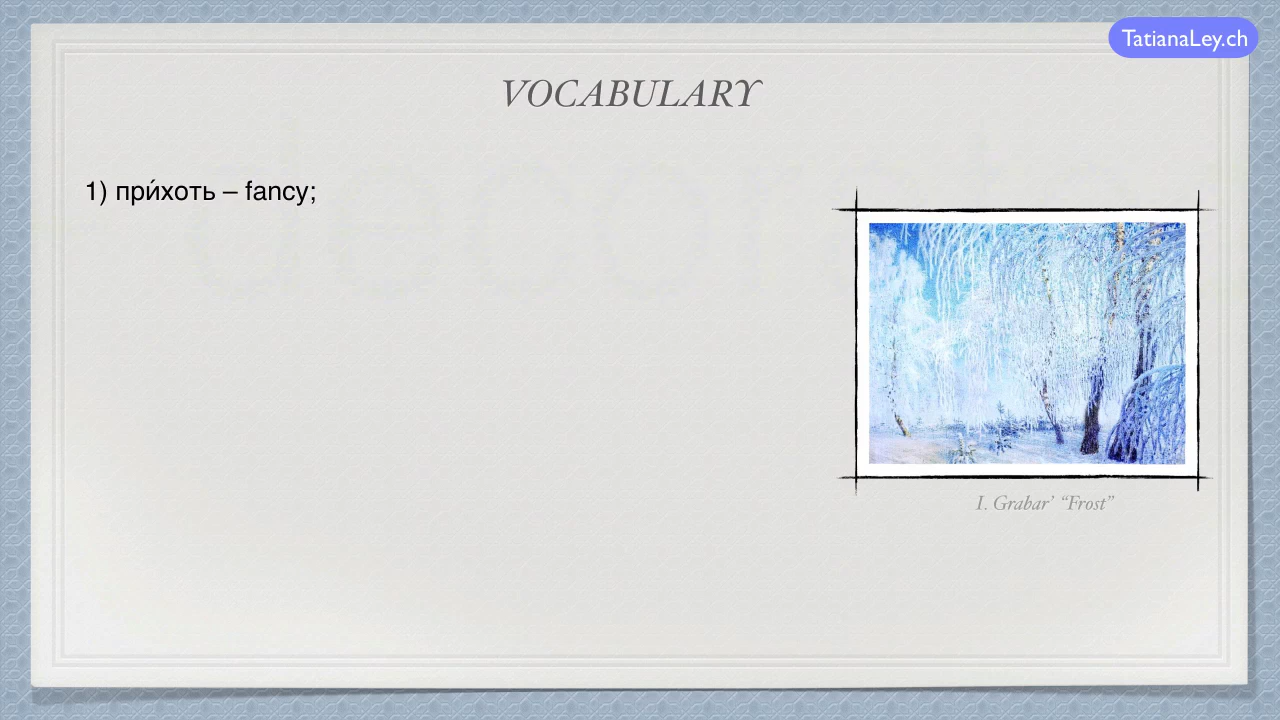 TatianaLey.ch
VOCABULARY
1) при́хоть – fancy;
I. Grabar’ “Frost”